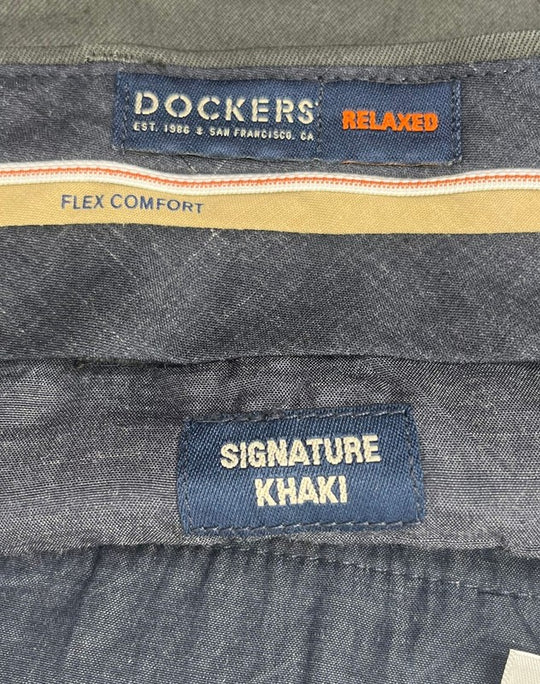 DOCKERS
EST. 1986 & SAN FRANCISCO, CA
RELAXED
FLEX COMFORT
SIGNATURE
KHAKI